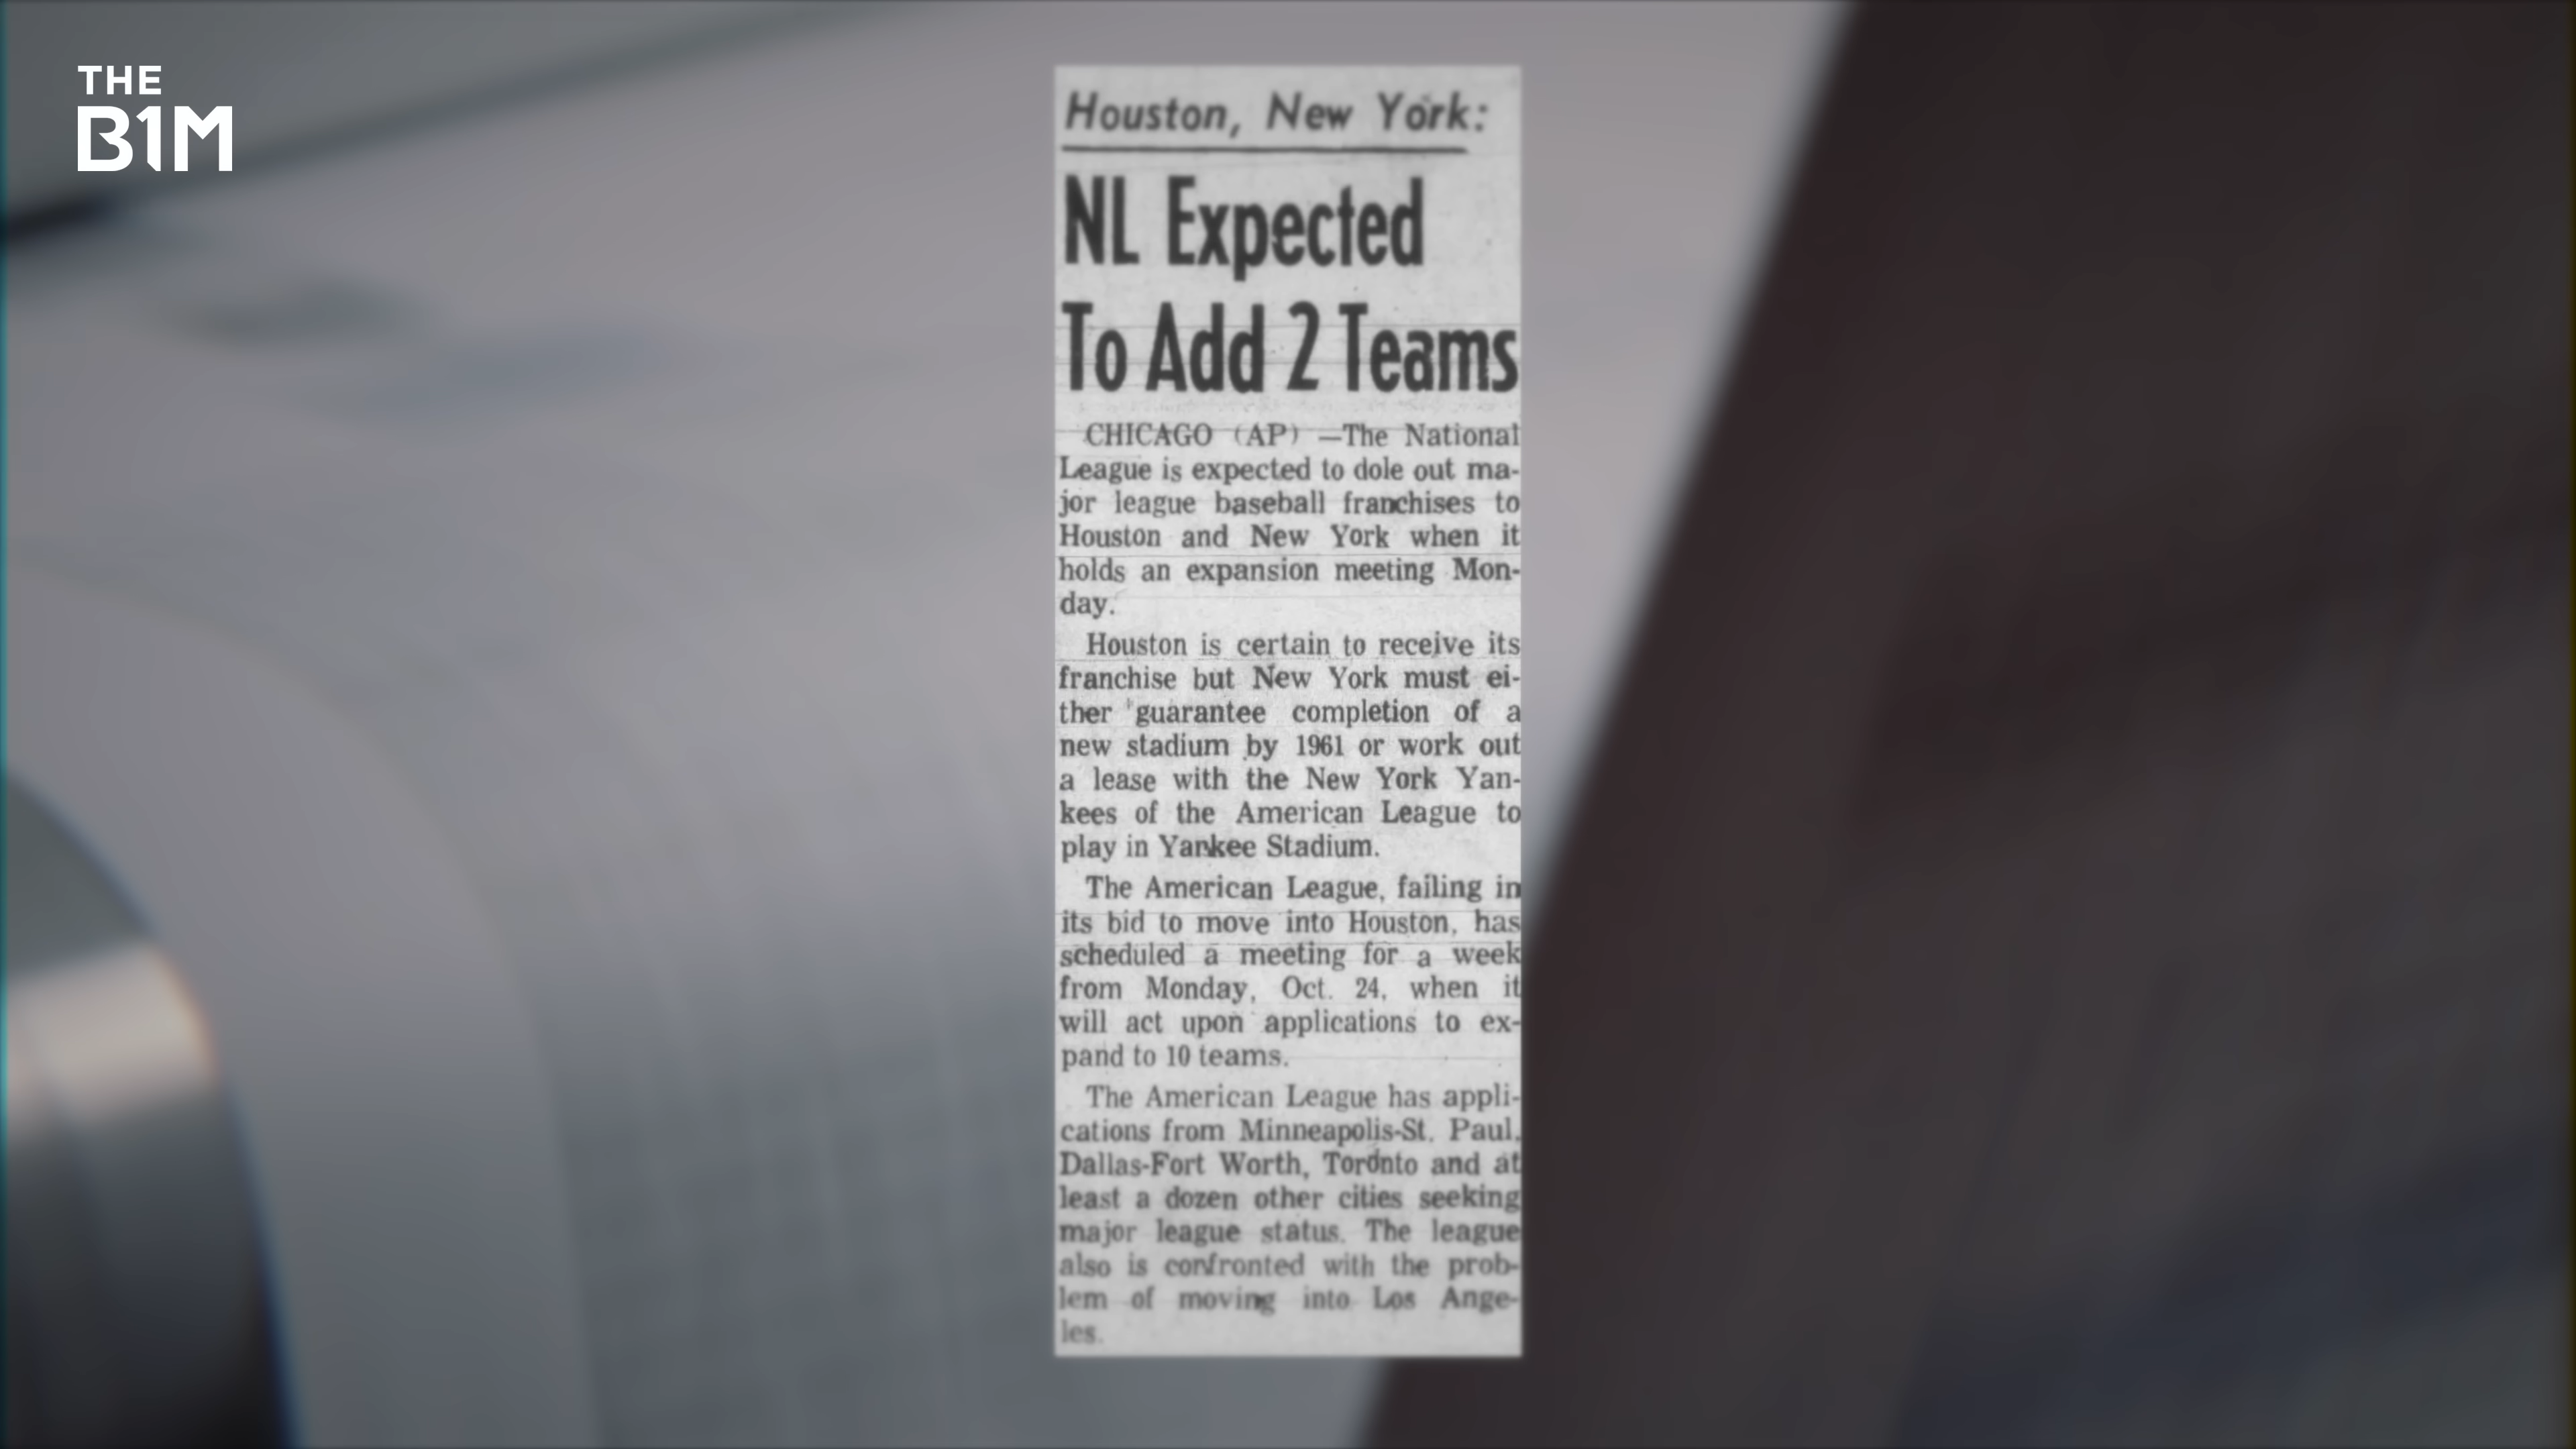 THE
B1M
Houston, New York:
NL Expected
To Add 2 Teams
CHICAGO (AP) —The National
League is expected to dole out ma-
jor league baseball franchises to
Houston and New York when it
holds an expansion meeting Mon-
day.
Houston is certain to receive its
franchise but New York must ei-
ther guarantee completion of a
new stadium by 1961 or work out
a lease with the New York Yan-
kees of the American League to
play in Yankee Stadium.
The American League, failing in
its bid to move into Houston, has
scheduled a meeting for a week
from Monday, Oct. 24, when it
will act upon applications to ex-
pand to 10 teams.
The American League has appli-
cations from Minneapolis-St. Paul,
Dallas-Fort Worth, Toronto and at
least a dozen other cities seeking
major league status. The league
also is confronted with the prob-
lem of moving into Los Ange-
les.